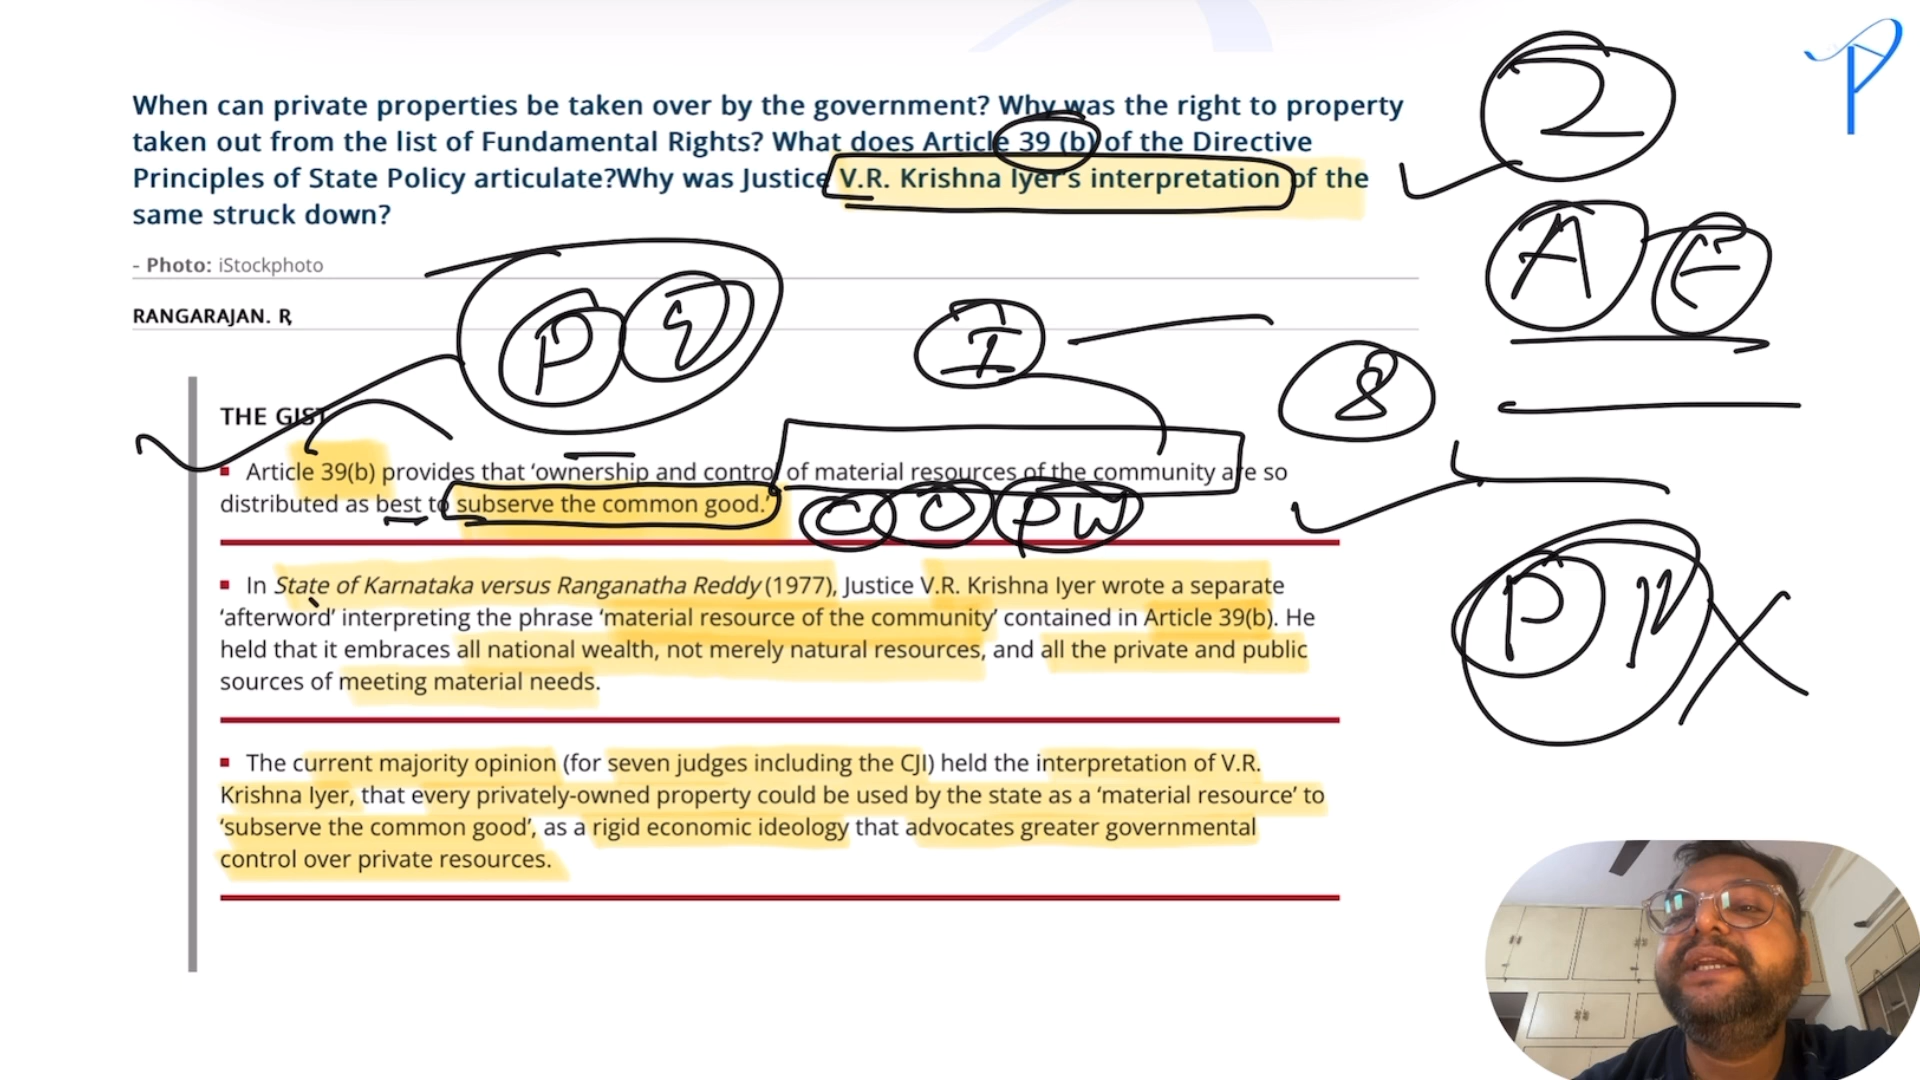 When can private properties be taken over by the government? Why was the right to property
taken out from the list of Fundamental Rights? What does Article 39 (b) of the Directive
Principles of State Policy articulate?Why was Justice V.R. Krishna Iyer's interpretation of the
same struck down?
2
A E
- Photo: iStockphoto
RANGARAJAN. R
P
I
8
THE GIST
Article 39(b) provides that ‘ownership and control of material resources of the community are so
distributed as best to subserve the common good.’
C O PW
In State of Karnataka versus Ranganatha Reddy (1977), Justice V.R. Krishna Iyer wrote a separate
‘afterword’ interpreting the phrase ‘material resource of the community’ contained in Article 39(b). He
held that it embraces all national wealth, not merely natural resources, and all the private and public
sources of meeting material needs.
P
The current majority opinion (for seven judges including the CJI) held the interpretation of V.R.
Krishna Iyer, that every privately-owned property could be used by the state as a ‘material resource’ to
‘subserve the common good’, as a rigid economic ideology that advocates greater governmental
control over private resources.